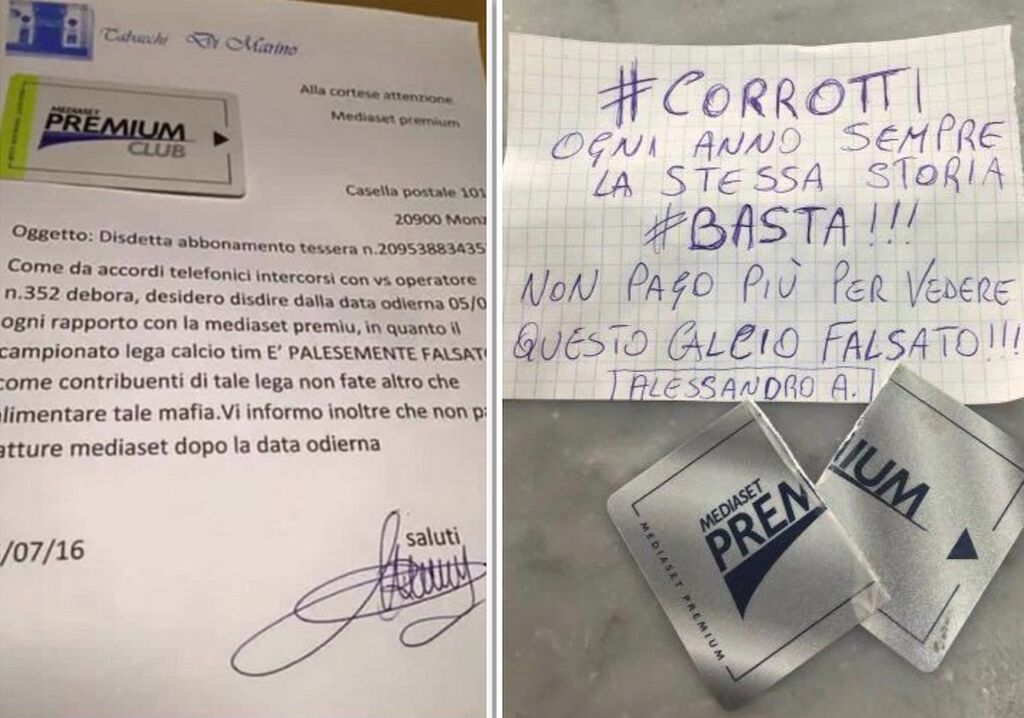 Tabacchi Di Marino
Alla cortese attenzione
Mediaset premium
MEDIASET
PREMIUM
CLUB
Casella postale 101
20900 Monz
Oggetto: Disdetta abbonamento tessera n.20953883435
Come da accordi telefonici intercorsi con vs operatore
n.352 debora, desidero disdire dalla data odierna 05/0
ogni rapporto con la mediaset premiu, in quanto il
campionato lega calcio tim E' PALESEMENTE FALSAT
come contribuenti di tale lega non fate altro che
alimentare tale mafia.Vi informo inoltre che non pa
atture mediaset dopo la data odierna
/07/16
saluti
#CORROTTI
OGNI ANNO SEMPRE
LA STESSA STORIA
#BASTA!!!
NON PAGO PIÙ PER VEDERE
QUESTO CALCIO FALSATO!!!
ALESSANDRO A.
MEDIASET
PREM
IUM
MEDIASET PREMIUM